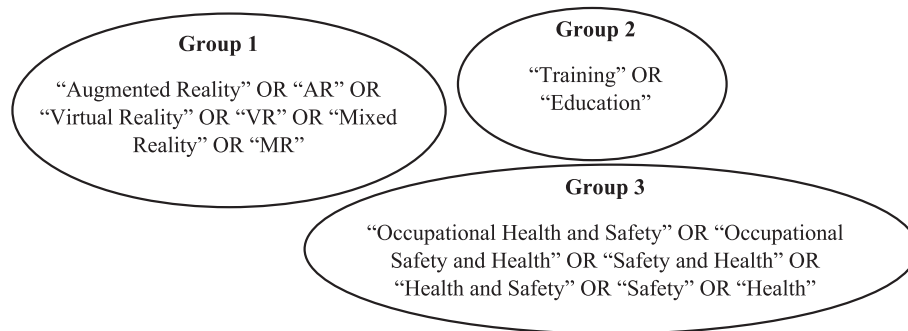 Group 1
“Augmented Reality” OR “AR” OR
“Virtual Reality” OR “VR” OR “Mixed
Reality” OR “MR”
Group 2
“Training” OR
“Education”
Group 3
“Occupational Health and Safety” OR “Occupational
Safety and Health” OR “Safety and Health” OR
“Health and Safety” OR “Safety” OR “Health”